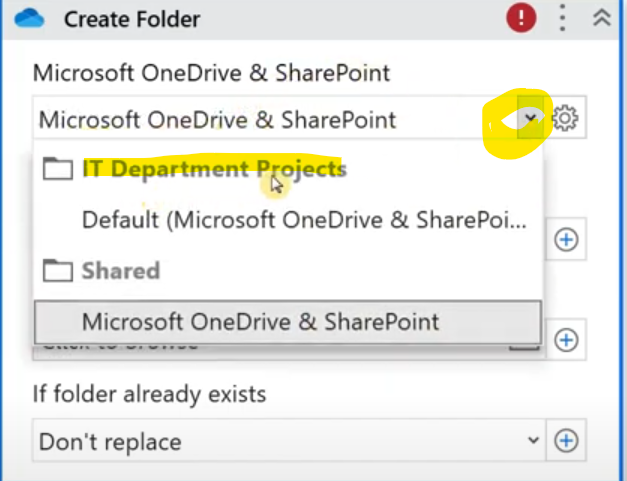 Create Folder
Microsoft OneDrive & SharePoint
Microsoft OneDrive & SharePoint
IT Department Projects
Default (Microsoft OneDrive & SharePoi...
Shared
Microsoft OneDrive & SharePoint
If folder already exists
Don't replace